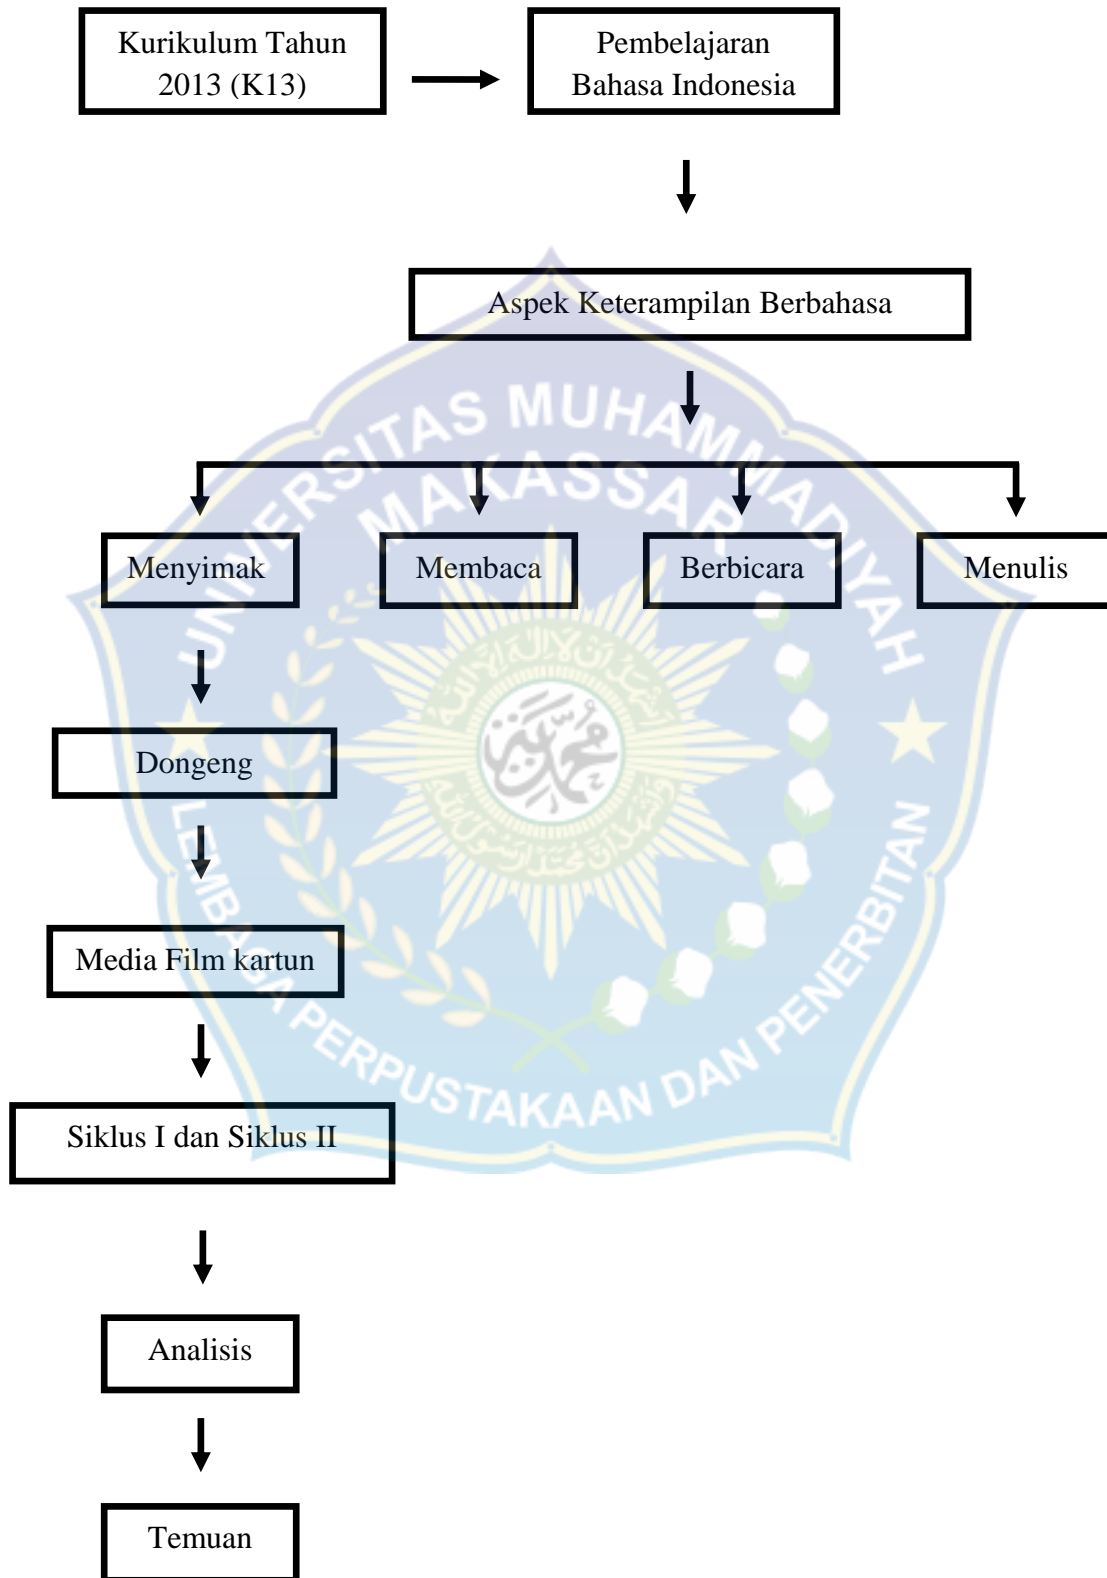 Kurikulum Tahun
2013 (K13)
Pembelajaran
Bahasa Indonesia
Aspek Keterampilan Berbahasa
UNIVERSITAS MUHAMMADIYAH
MAKASSAR
Menyimak
Membaca
Berbicara
Menulis
Dongeng
Media Film kartun
LEMBAGA PERPUSTAKAAN DAN PENERBITAN
Siklus I dan Siklus II
Analisis
Temuan